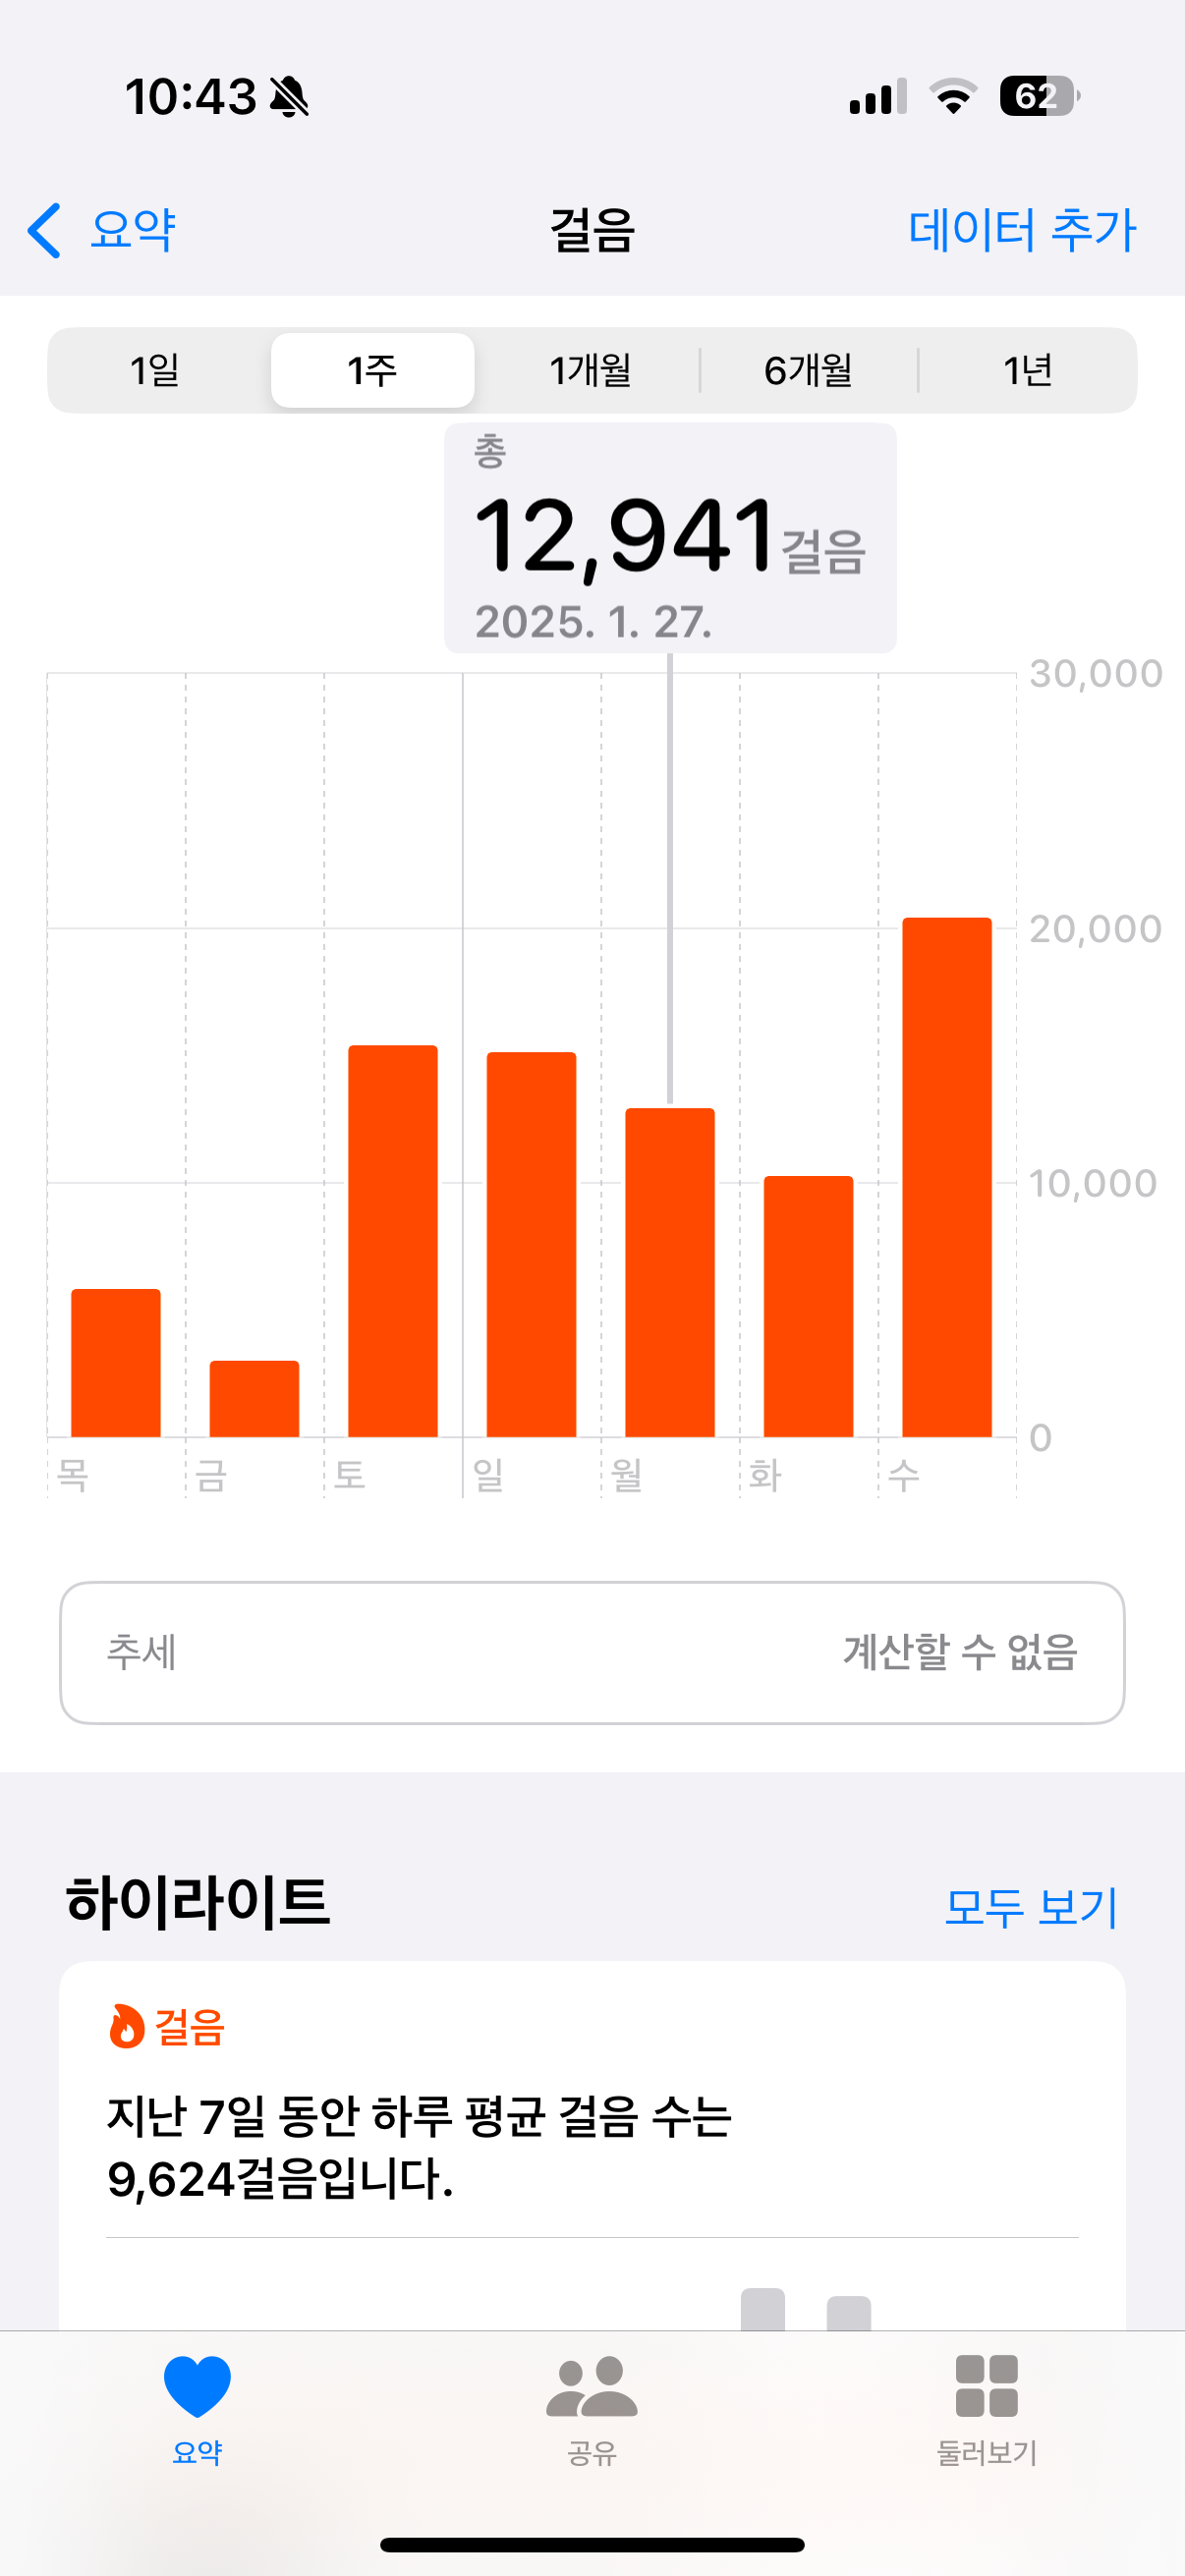 10:43
62
요약
걸음
데이터 추가
1일
1주
1개월
6개월
1년
총
12,941걸음
2025. 1. 27.
30,000
20,000
10,000
0
목
금
토
일
월
화
수
추세
계산할 수 없음
하이라이트
모두 보기
걸음
지난 7일 동안 하루 평균 걸음 수는
9,624걸음입니다.
요약
공유
둘러보기